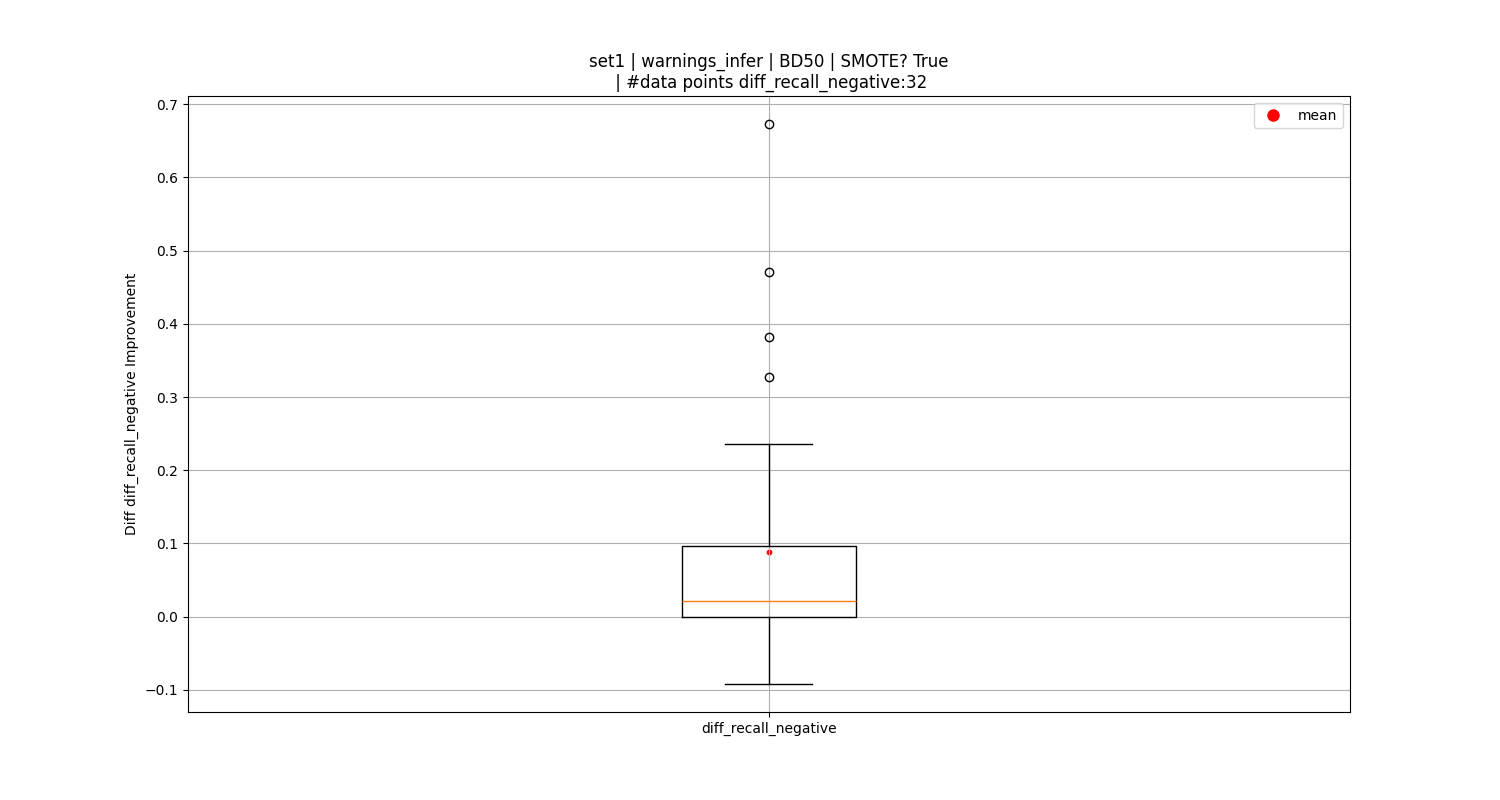 set1 | warnings_infer | BD50 | SMOTE? True
| #data points diff_recall_negative:32
mean
0.7
0.6
0.5
0.4
0.3
0.2
0.1
0.0
−0.1
Diff diff_recall_negative Improvement
diff_recall_negative